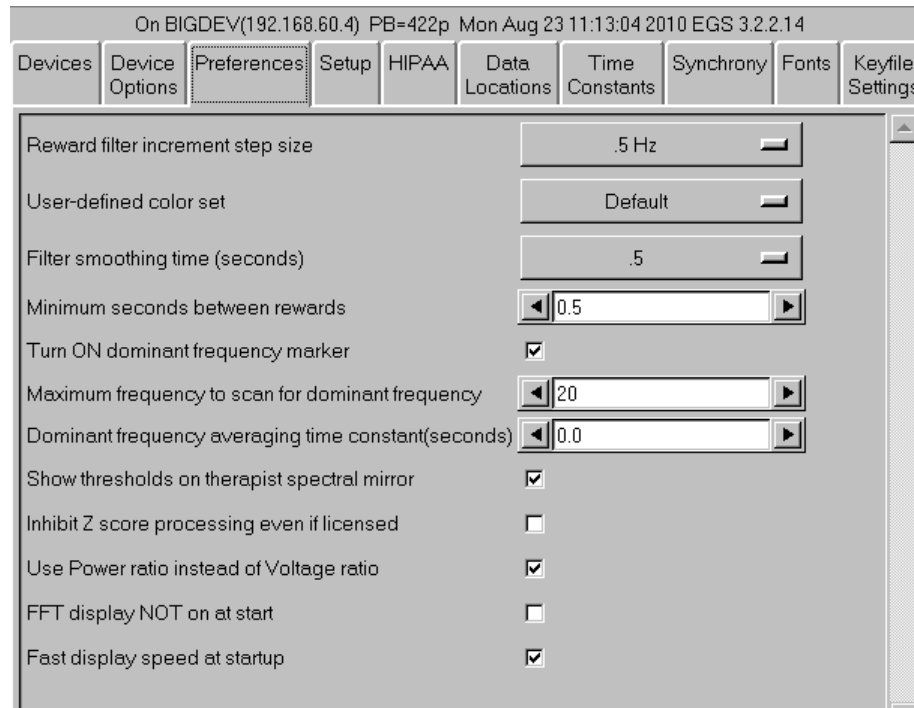 On BIGDEV(192.168.60.4) PB=422p Mon Aug 23 11:13:04 2010 EGS 3.2.2.14
Devices
Device
Options
Preferences
Setup
HIPAA
Data
Locations
Time
Constants
Synchrony
Fonts
Keyfile
Settings
Reward filter increment step size .5 Hz
User-defined color set Default
Filter smoothing time (seconds) .5
Minimum seconds between rewards 0.5
Turn ON dominant frequency marker
Maximum frequency to scan for dominant frequency 20
Dominant frequency averaging time constant(seconds) 0.0
Show thresholds on therapist spectral mirror
Inhibit Z score processing even if licensed
Use Power ratio instead of Voltage ratio
FFT display NOT on at start
Fast display speed at startup